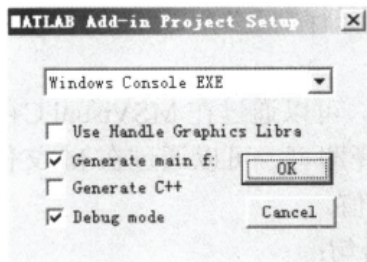 MATLAB Add-in Project Setup
Windows Console EXE
Use Handle Graphics Libra
Generate main f:
OK
Generate C++
Debug mode
Cancel